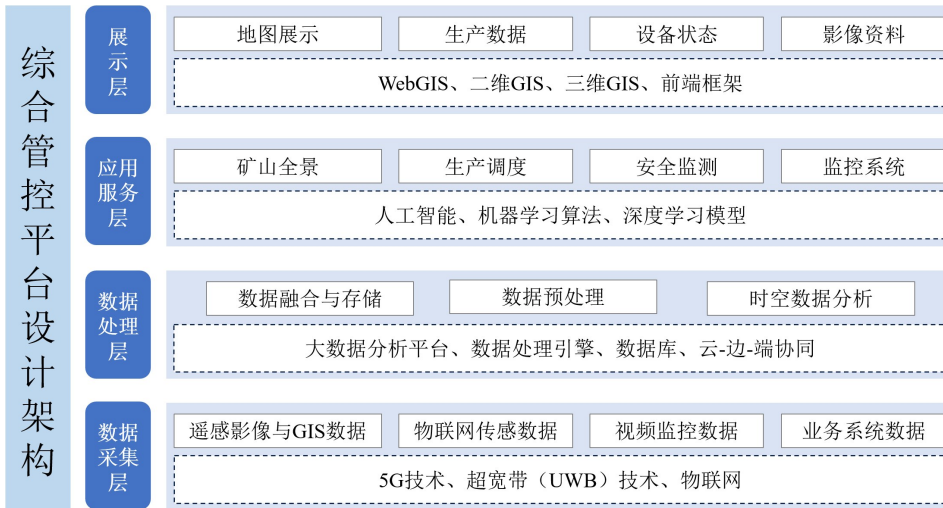 综合管控平台设计架构
展示层
地图展示
生产数据
设备状态
影像资料
WebGIS、二维GIS、三维GIS、前端框架
应用
服务
层
矿山全景
生产调度
安全监测
监控系统
人工智能、机器学习算法、深度学习模型
数据
处理
层
数据融合与存储
数据预处理
时空数据分析
大数据分析平台、数据处理引擎、数据库、云-边-端协同
数据
采集
层
遥感影像与GIS数据
物联网传感数据
视频监控数据
业务系统数据
5G技术、超宽带（UWB）技术、物联网